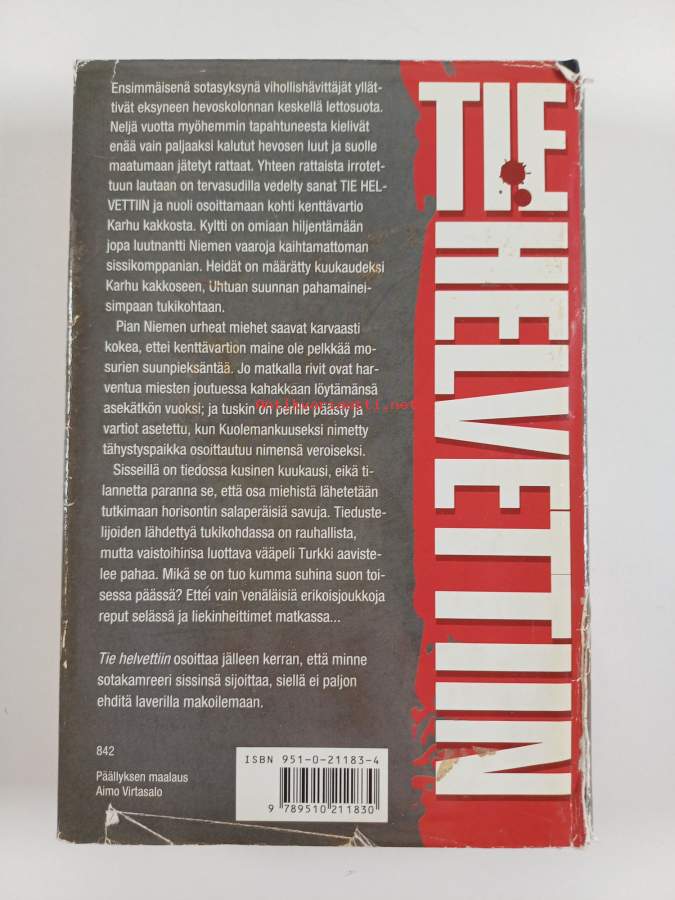 Ensimmäisenä sotasyksynä vihollishävittäjät yllät-
tivät eksyneen hevoskolonnan keskellä lettosuota.
Neljä vuotta myöhemmin tapahtuneesta kielivät
enää vain paljaaksi kalutut hevosen luut ja suolle
maatumaan jätetyt rattaat. Yhteen rattaista irrotet-
tuun lautaan on tervasudilla vedelty sanat TIE HEL-
VETTIIN ja nuoli osoittamaan kohti kenttävartio
Karhu kakkosta. Kyltti on omiaan hiljentämään
jopa luutnantti Niemen vaaroja kaihtamattoman
sissikomppanian. Heidät on määrätty kuukaudeksi
Karhu kakkoseen, Uhtuan suunnan pahamainei-
simpaan tukikohtaan.
Pian Niemen urheat miehet saavat karvaasti
kokea, ettei kenttävartion maine ole pelkkää mo-
surien suunpieksäntää. Jo matkalla rivit ovat har-
ventua miesten joutuessa kahakkaan löytämänsä
asekätkön vuoksi; ja tuskin on perille päästy ja
vartiot asetettu, kun Kuolemankuuseksi nimetty
tähystyspaikka osoittautuu nimensä veroiseksi.
Sisseillä on tiedossa kusinen kuukausi, eikä ti-
lannetta paranna se, että osa miehistä lähetetään
tutkimaan horisontin salaperäisiä savuja. Tieduste-
lijoiden lähdettyä tukikohdassa on rauhallista,
mutta vaistoihinsa luottava vääpeli Turkki aaviste-
lee pahaa. Mikä se on tuo kumma suhina suon toi-
sessa päässä? Ettei vain venäläisiä erikoisjoukkoja
reput selässä ja liekinheittimet matkassa...
Tie helvettiin osoittaa jälleen kerran, että minne
sotakamreeri sissinsä sijoittaa, siellä ei paljon
ehditä laverilla makoilemaan.
842
Päällyksen maalaus
Aimo Virtasalo
ISBN 951-0-21183-4
9 789510 211830
TIE HELVETTIIN